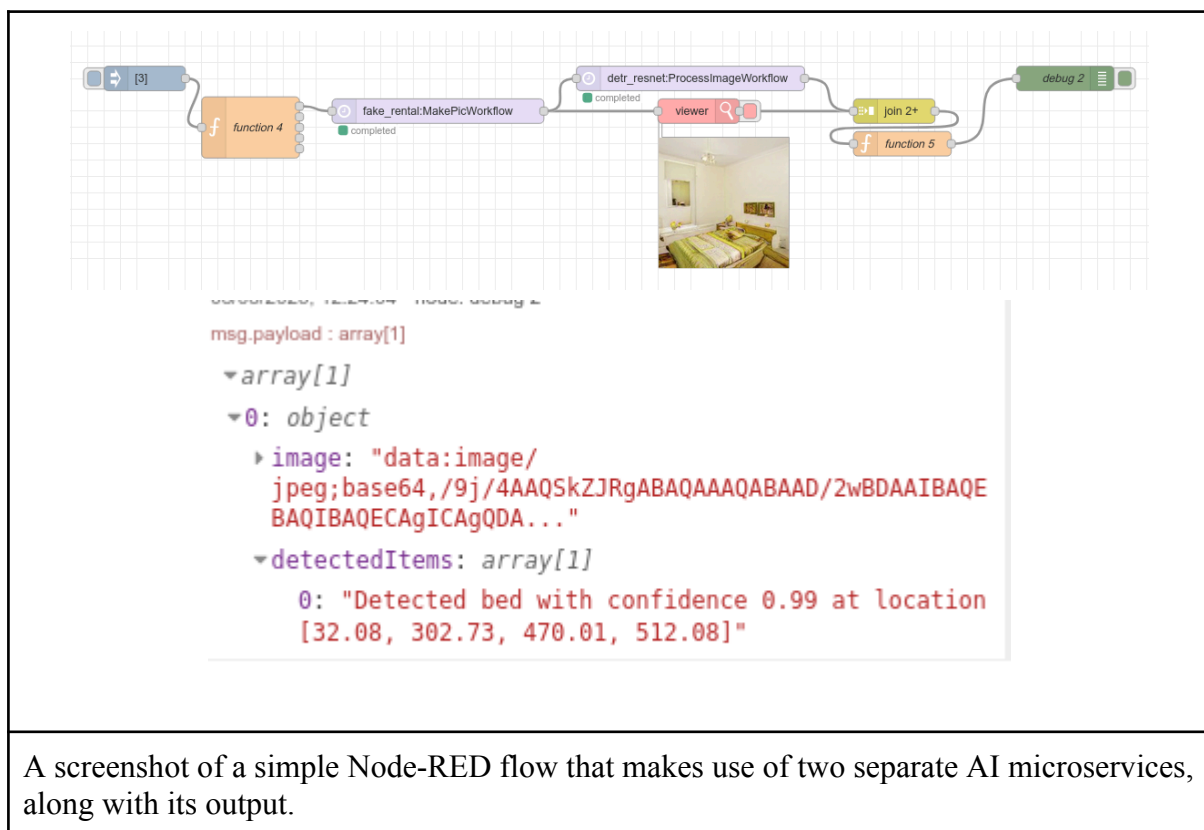 [3]
detr_resnet:ProcessImageWorkflow
debug 2
completed
function 4
fake_rental:MakePicWorkflow
viewer
join 2+
completed
function 5
node: debug 2
msg.payload : array[1]
array[1]
0: object
image: "data:image/
jpeg;base64,/9j/4AAQSkZJRgABAQAAAQABAAD/2wBDAAIBAQE
BAQIBAQECAgICAgQDA..."
detectedItems: array[1]
0: "Detected bed with confidence 0.99 at location
[32.08, 302.73, 470.01, 512.08]"
A screenshot of a simple Node-RED flow that makes use of two separate AI microservices,
along with its output.